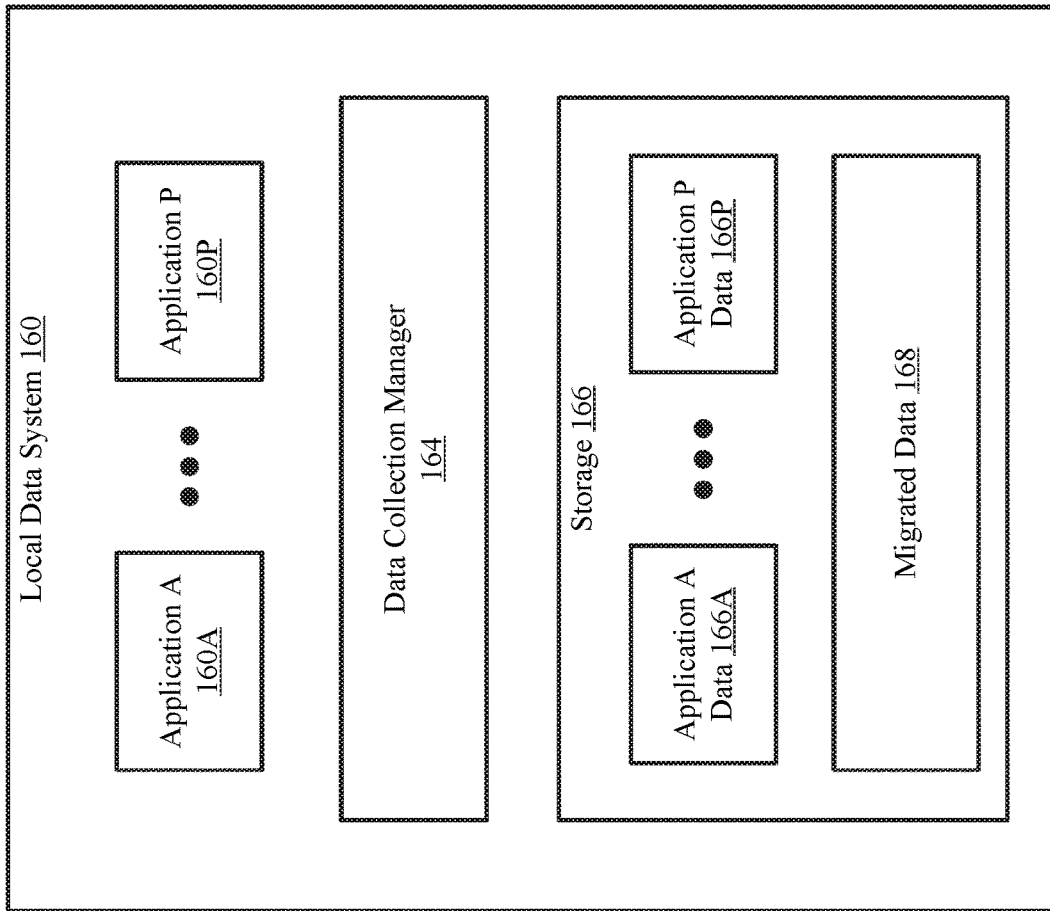 Local Data System 160
Application A
160A
Application P
160P
Data Collection Manager
164
Storage 166
Application A
Data 166A
Application P
Data 166P
Migrated Data 168